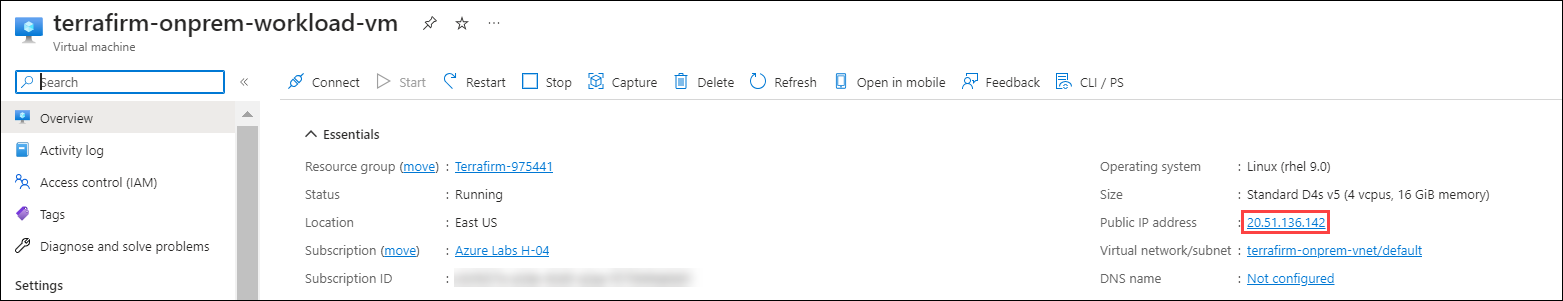 terrafirm-onprem-workload-vm
Virtual machine
Search
Connect Start Restart Stop Capture Delete Refresh Open in mobile Feedback CLI / PS
Overview
Activity log
Access control (IAM)
Tags
Diagnose and solve problems
Settings
Essentials
Resource group (move) : Terrafirm-975441
Status : Running
Location : East US
Subscription (move) : Azure Labs H-04
Subscription ID :
Operating system : Linux (rhel 9.0)
Size : Standard D4s v5 (4 vcpus, 16 GiB memory)
Public IP address : 20.51.136.142
Virtual network/subnet : terrafirm-onprem-vnet/default
DNS name : Not configured